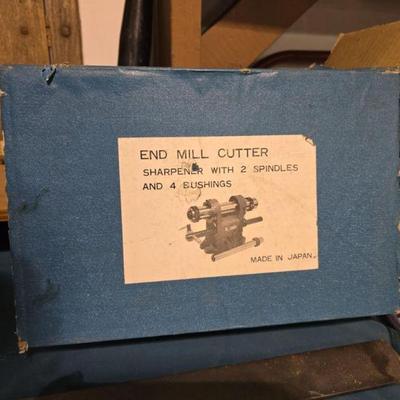 END MILL CUTTER
SHARPENER WITH 2 SPINDLES
AND 4 BUSHINGS
MADE IN JAPAN